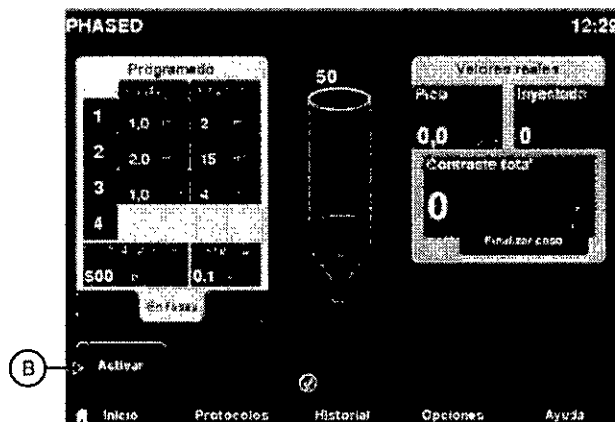 PHASED 12:29
Programado
50
Valores reales
Pico Inyectado
1 1,0 2
0,0 0
2 2.0 15
Contraste total
3 1,0 4
0
4
Finalizar caso
500 0.1
En fases
B Activar
Inicio Protocolos Historial Opciones Ayuda